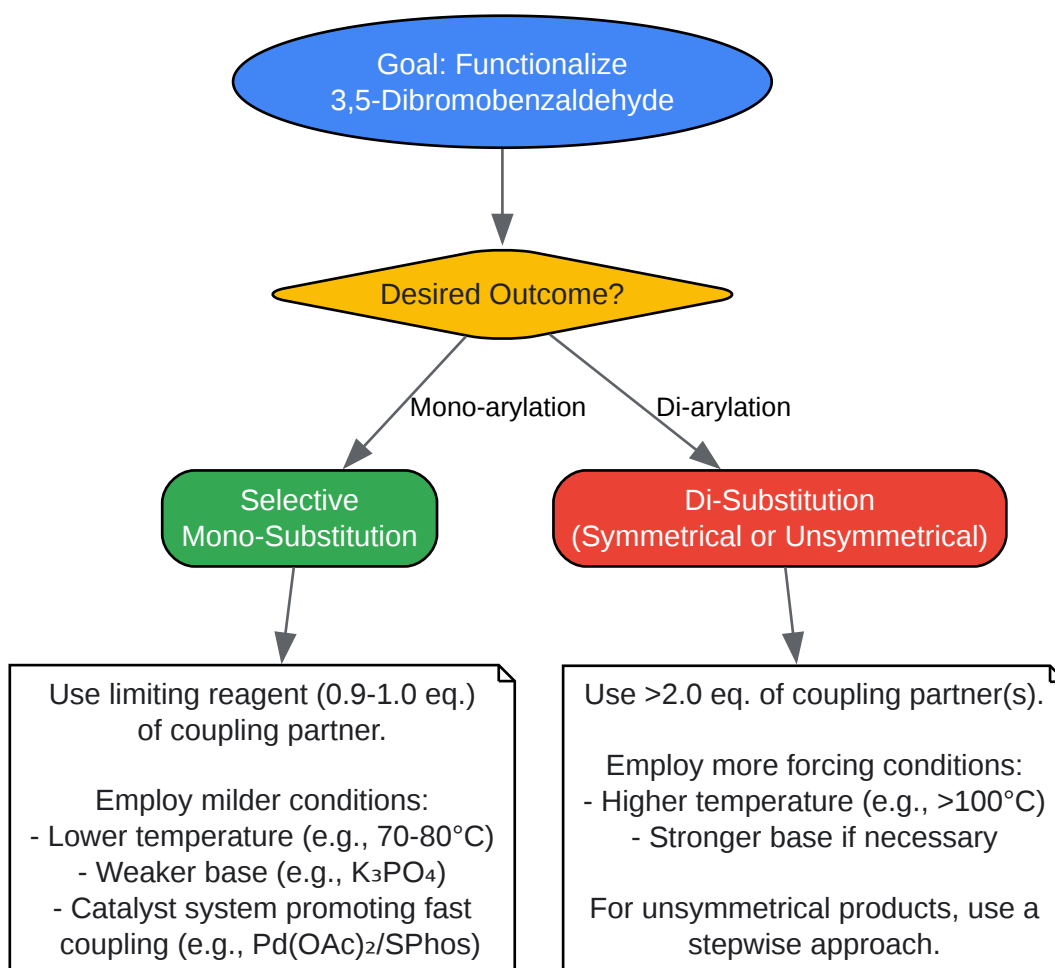 Goal: Functionalize
3,5-Dibromobenzaldehyde
Desired Outcome?
Mono-arylation
Di-arylation
Selective
Mono-Substitution
Di-Substitution
(Symmetrical or Unsymmetrical)
Use limiting reagent (0.9-1.0 eq.)
of coupling partner.
Employ milder conditions:
- Lower temperature (e.g., 70-80°C)
- Weaker base (e.g., K₃PO₄)
- Catalyst system promoting fast
coupling (e.g., Pd(OAc)₂/SPhos)
Use >2.0 eq. of coupling partner(s).
Employ more forcing conditions:
- Higher temperature (e.g., >100°C)
- Stronger base if necessary
For unsymmetrical products, use a
stepwise approach.